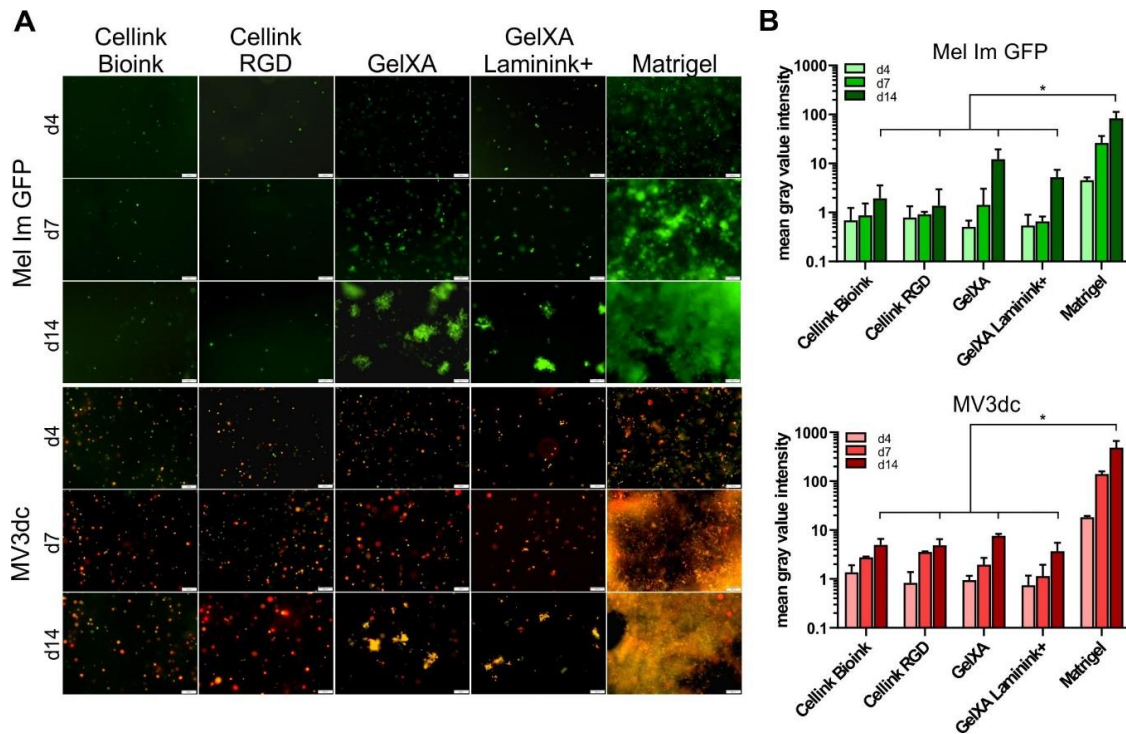 A
Cellink
Bioink
Cellink
RGD
GelXA
GelXA
Laminink+
Matrigel
Mel Im GFP
d4
d7
d14
MV3dc
d4
d7
d14
B
Mel Im GFP
d4
d7
d14
*
mean gray value intensity
1000
100
10
1
0.1
Cellink Bioink
Cellink RGD
GelXA
GelXA Laminink+
Matrigel
MV3dc
d4
d7
d14
*
mean gray value intensity
1000
100
10
1
0.1
Cellink Bioink
Cellink RGD
GelXA
GelXA Laminink+
Matrigel